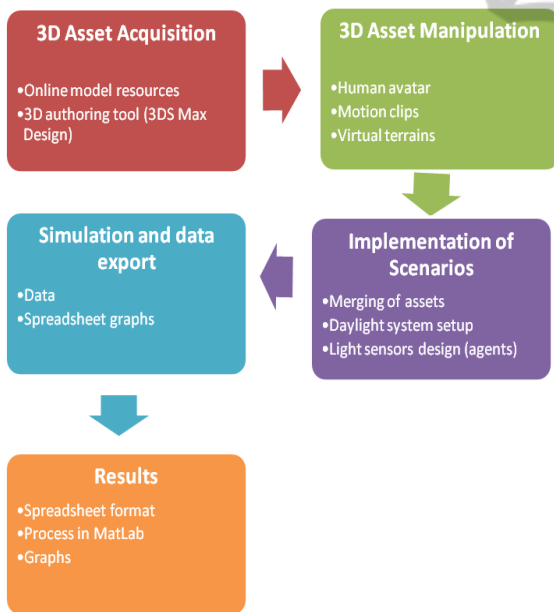 3D Asset Acquisition
•Online model resources
•3D authoring tool (3DS Max
Design)
3D Asset Manipulation
•Human avatar
•Motion clips
•Virtual terrains
Implementation of
Scenarios
•Merging of assets
•Daylight system setup
•Light sensors design (agents)
Simulation and data
export
•Data
•Spreadsheet graphs
Results
•Spreadsheet format
•Process in MatLab
•Graphs